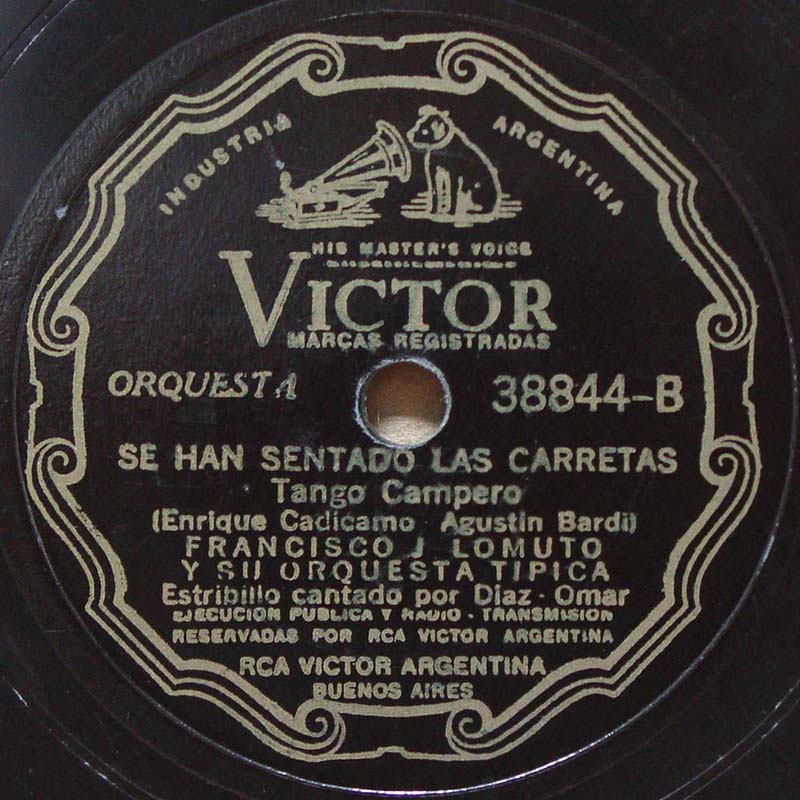 INDUSTRIA ARGENTINA
HIS MASTER'S VOICE
VICTOR
MARCAS REGISTRADAS
ORQUESTA 38844-B
SE HAN SENTADO LAS CARRETAS
Tango Campero
(Enrique Cadicamo Agustin Bardi)
FRANCISCO J LOMUTO
Y SU ORQUESTA TIPICA
Estribillo cantado por Diaz - Omar
EJECUCION PUBLICA Y RADIO - TRANSMISION
RESERVADAS POR RCA VICTOR ARGENTINA
RCA VICTOR ARGENTINA
BUENOS AIRES